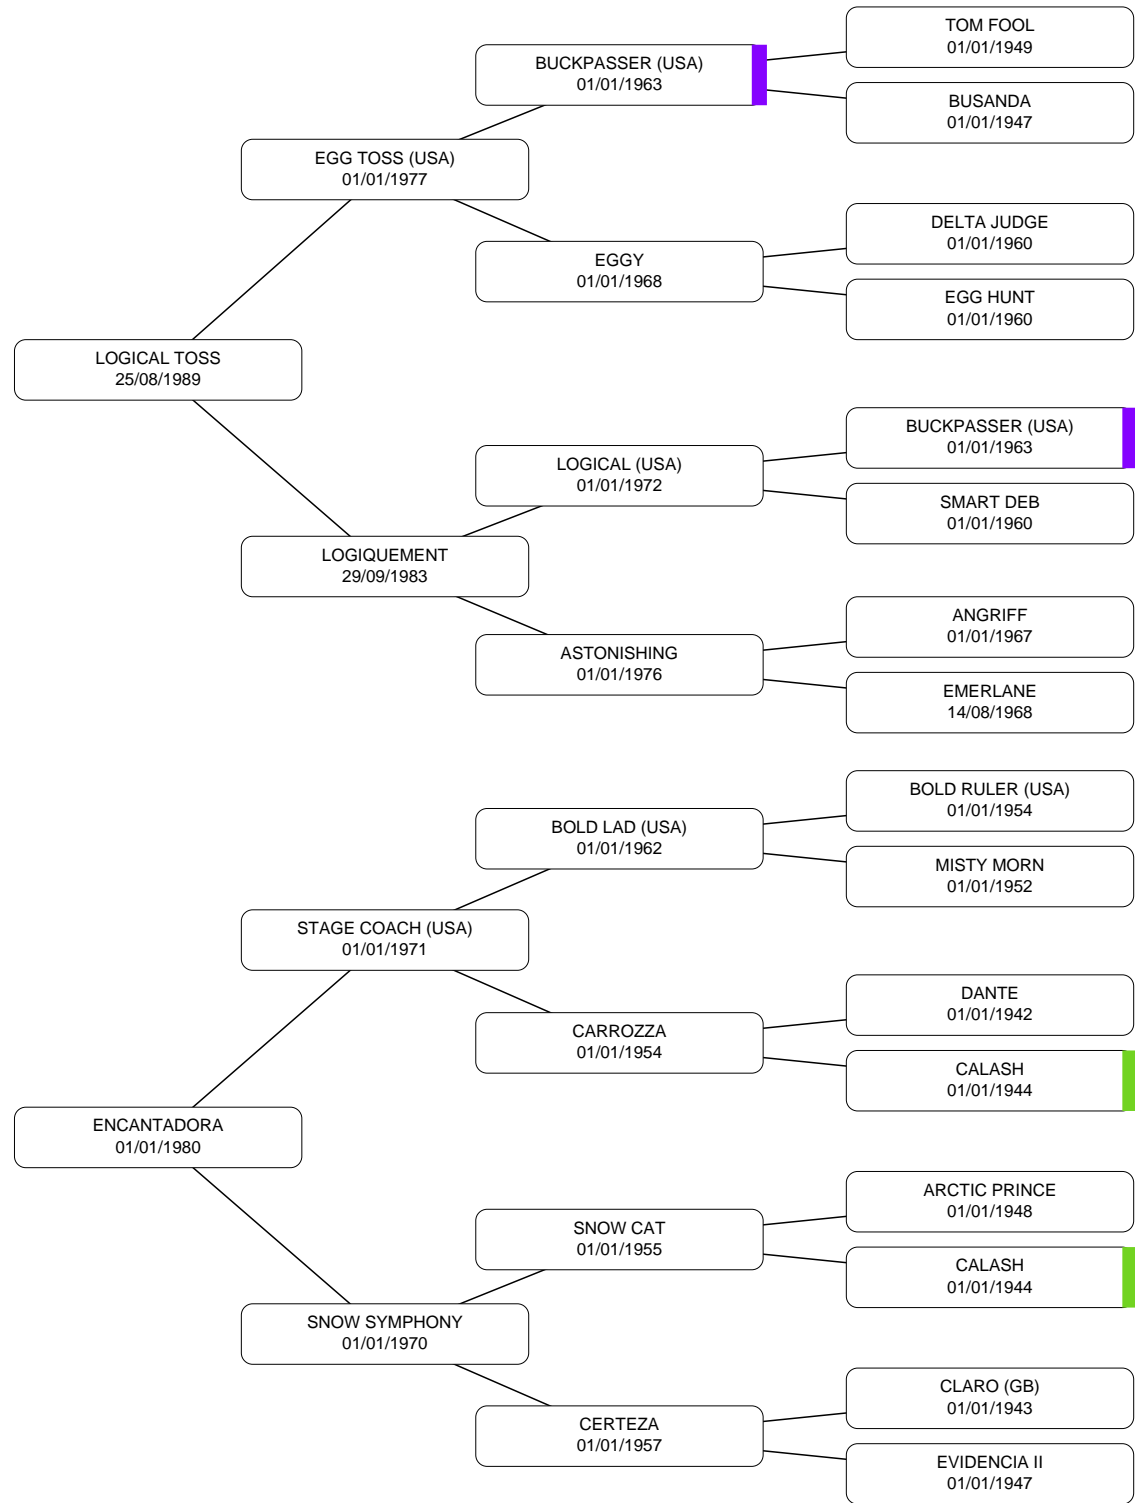 TOM FOOL
01/01/1949
BUCKPASSER (USA)
01/01/1963
BUSANDA
01/01/1947
EGG TOSS (USA)
01/01/1977
DELTA JUDGE
01/01/1960
EGGY
01/01/1968
EGG HUNT
01/01/1960
LOGICAL TOSS
25/08/1989
BUCKPASSER (USA)
01/01/1963
LOGICAL (USA)
01/01/1972
SMART DEB
01/01/1960
LOGIQUEMENT
29/09/1983
ANGRIFF
01/01/1967
ASTONISHING
01/01/1976
EMERLANE
14/08/1968
BOLD RULER (USA)
01/01/1954
BOLD LAD (USA)
01/01/1962
MISTY MORN
01/01/1952
STAGE COACH (USA)
01/01/1971
DANTE
01/01/1942
CARROZZA
01/01/1954
CALASH
01/01/1944
ENCANTADORA
01/01/1980
ARCTIC PRINCE
01/01/1948
SNOW CAT
01/01/1955
CALASH
01/01/1944
SNOW SYMPHONY
01/01/1970
CLARO (GB)
01/01/1943
CERTEZA
01/01/1957
EVIDENCIA II
01/01/1947